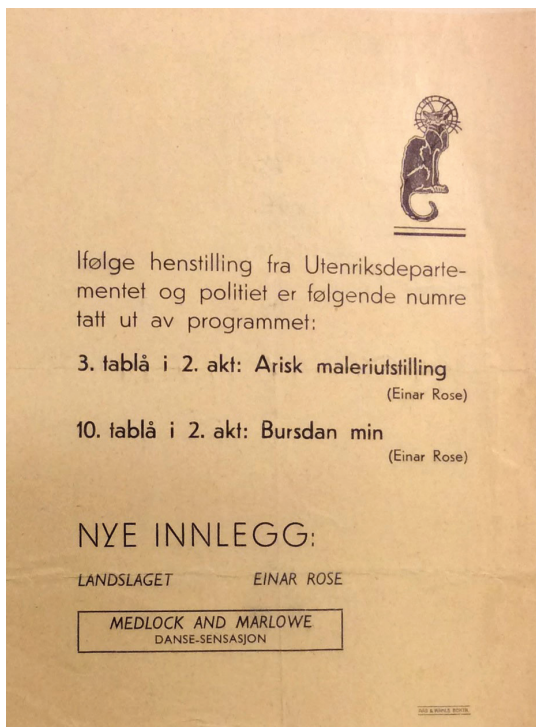 Ifølge henstilling fra Utenriksdeparte-
mentet og politiet er følgende numre
tatt ut av programmet:
3. tablå i 2. akt: Arisk maleriutstilling
(Einar Rose)
10. tablå i 2. akt: Bursdan min
(Einar Rose)
NYE INNLEGG:
LANDSLAGET EINAR ROSE
MEDLOCK AND MARLOWE
DANSE-SENSASJON